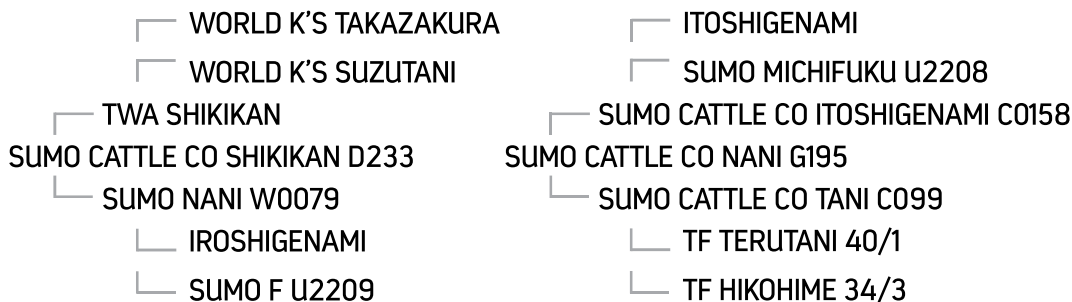 WORLD K'S TAKAZAKURA
WORLD K'S SUZUTANI
TWA SHIKIKAN
SUMO CATTLE CO SHIKIKAN D233
SUMO NANI W0079
IROSHIGENAMI
SUMO F U2209
ITOSHIGENAMI
SUMO MICHIFUKU U2208
SUMO CATTLE CO ITOSHIGENAMI C0158
SUMO CATTLE CO NANI G195
SUMO CATTLE CO TANI C099
TF TERUTANI 40/1
TF HIKOHIME 34/3